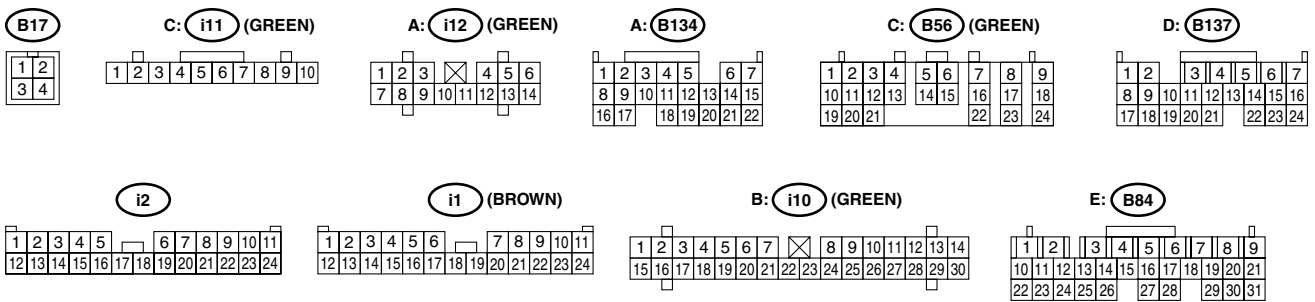 B17
C: i11 (GREEN)
A: i12 (GREEN)
A: B134
C: B56 (GREEN)
D: B137
1 2
3 4
1 2 3 4 5 6 7 8 9 10
1 2 3 4 5 6
7 8 9 10 11 12 13 14
1 2 3 4 5 6 7
8 9 10 11 12 13 14 15
16 17 18 19 20 21 22
1 2 3 4 5 6 7 8 9
10 11 12 13 14 15 16 17 18
19 20 21 22 23 24
1 2 3 4 5 6 7
8 9 10 11 12 13 14 15 16
17 18 19 20 21 22 23 24
i2
i1 (BROWN)
B: i10 (GREEN)
E: B84
1 2 3 4 5 6 7 8 9 10 11
12 13 14 15 16 17 18 19 20 21 22 23 24
1 2 3 4 5 6 7 8 9 10 11
12 13 14 15 16 17 18 19 20 21 22 23 24
1 2 3 4 5 6 7 8 9 10 11 12 13 14
15 16 17 18 19 20 21 22 23 24 25 26 27 28 29 30
1 2 3 4 5 6 7 8 9
10 11 12 13 14 15 16 17 18 19 20 21
22 23 24 25 26 27 28 29 30 31